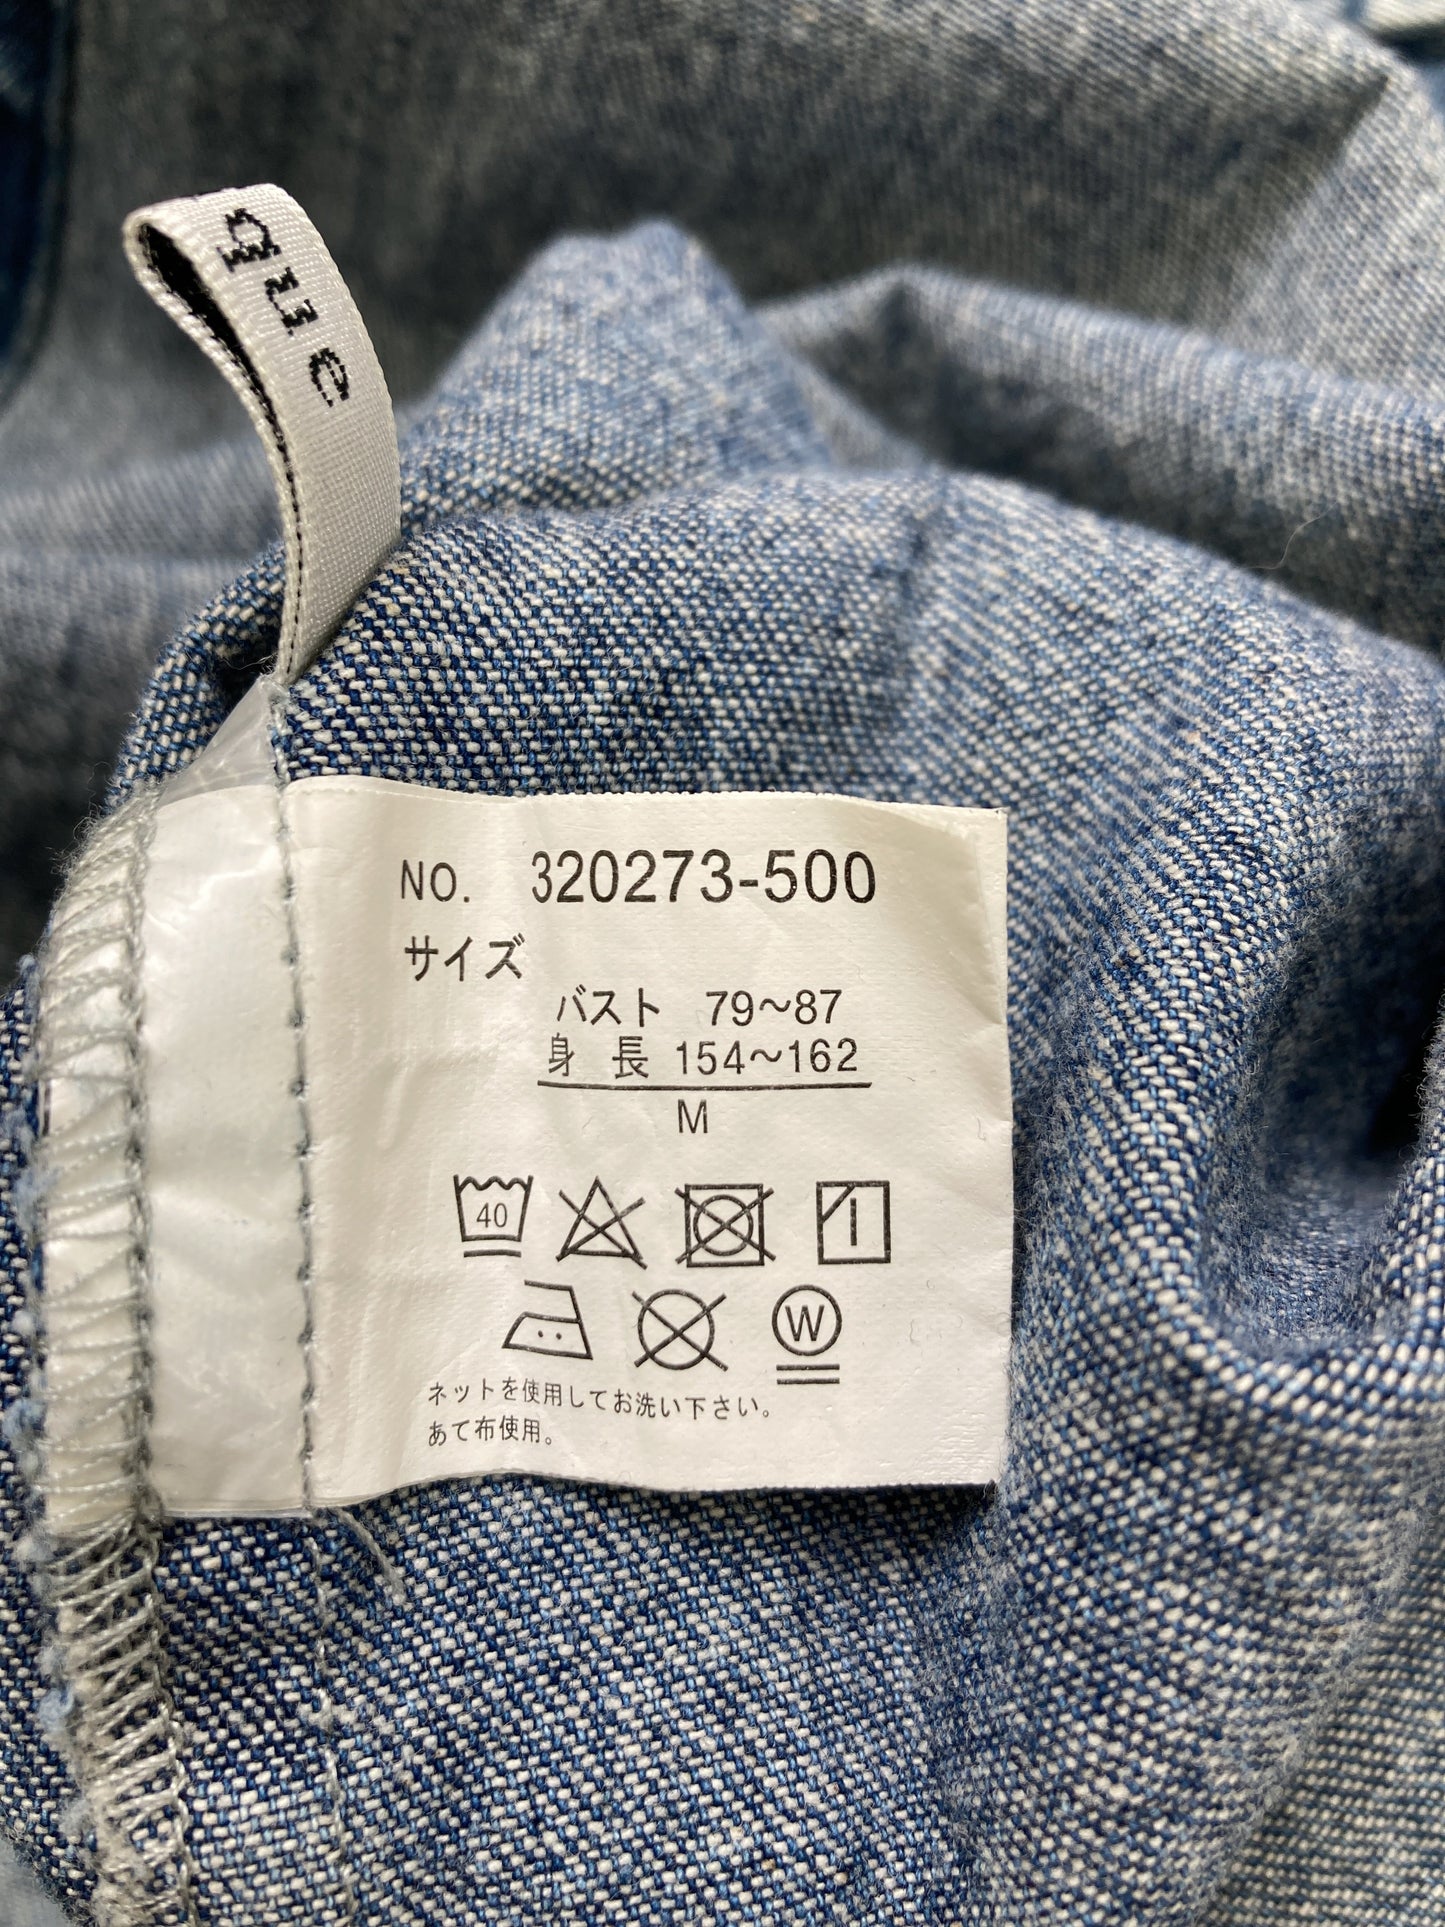 que
NO. 320273-500
サイズ
バスト 79〜87
身 長 154〜162
M
40
W
ネットを使用してお洗い下さい。
あて布使用。